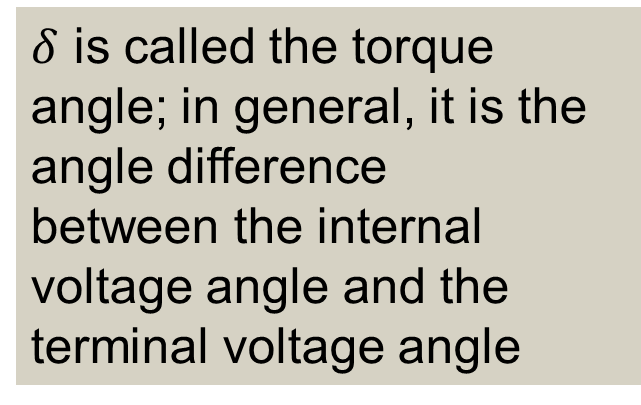 δ is called the torque
angle; in general, it is the
angle difference
between the internal
voltage angle and the
terminal voltage angle